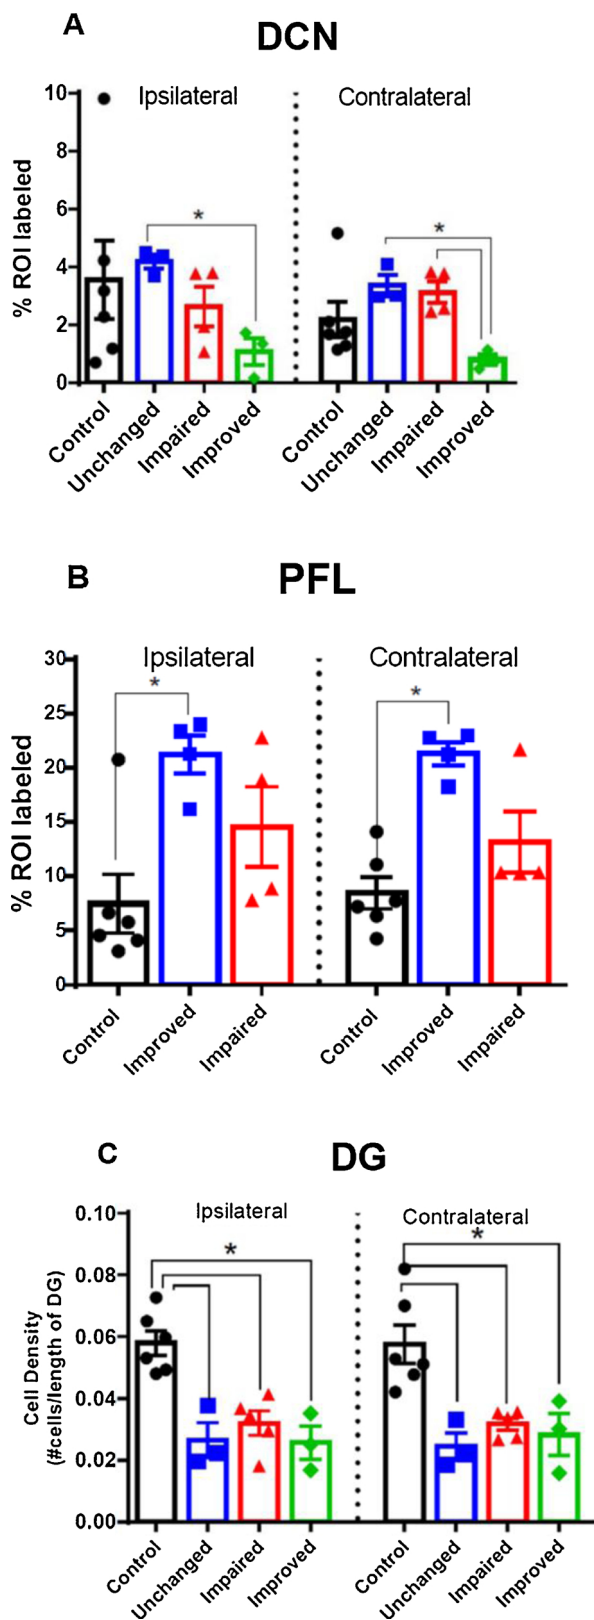 A
DCN
Ipsilateral
Contralateral
% ROI labeled
10
8
6
4
2
0
*
*
Control
Unchanged
Impaired
Improved
Control
Unchanged
Impaired
Improved
B
PFL
Ipsilateral
Contralateral
% ROI labeled
30
25
20
15
10
5
0
*
*
Control
Improved
Impaired
Control
Improved
Impaired
C
DG
Ipsilateral
Contralateral
Cell Density
(#cells/length of DG)
0.10
0.08
0.06
0.04
0.02
0.00
*
*
Control
Unchanged
Impaired
Improved
Control
Unchanged
Impaired
Improved